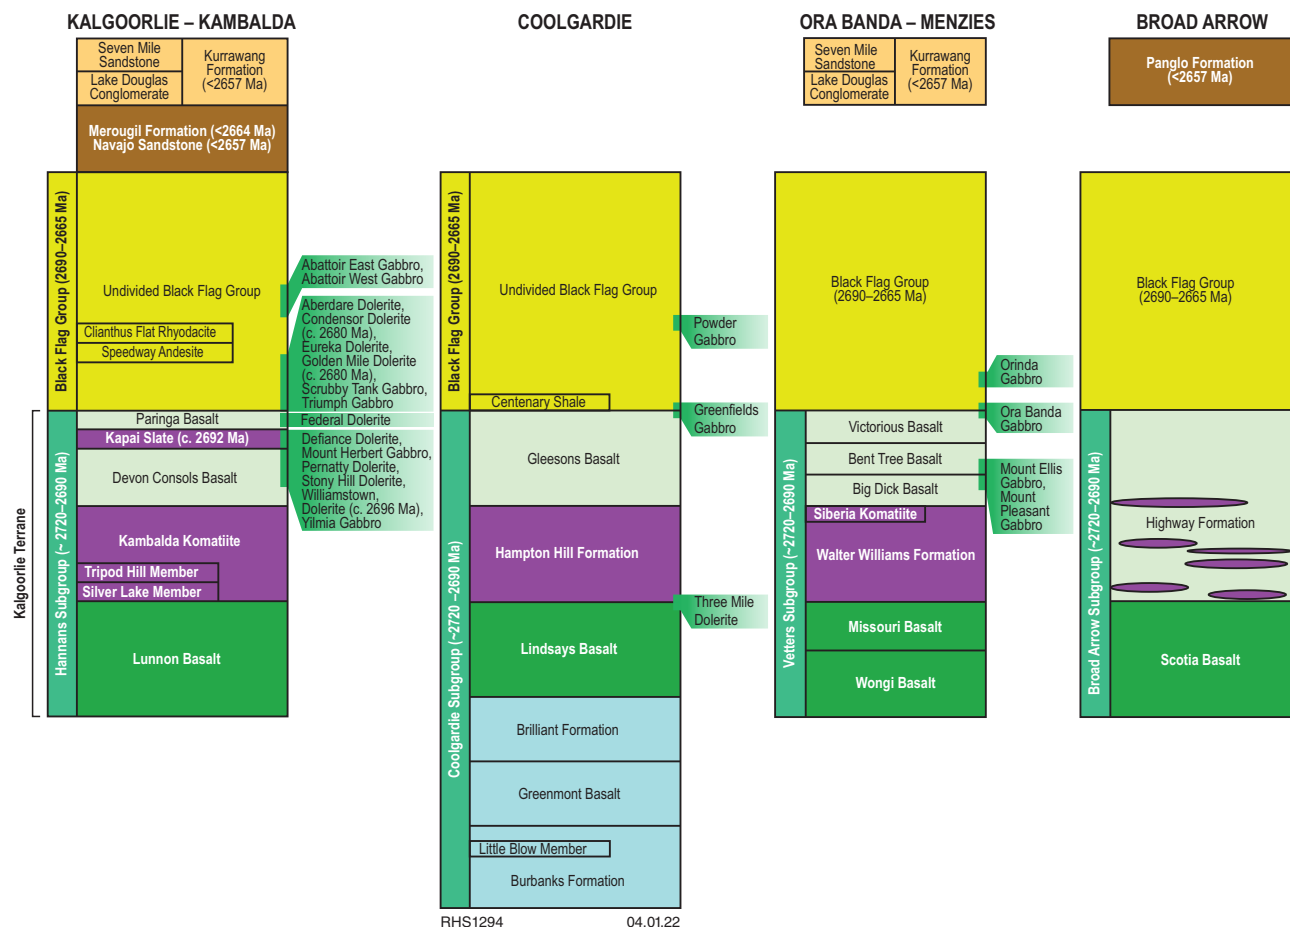 KALGOORLIE – KAMBALDA
Seven Mile
Sandstone
Lake Douglas
Conglomerate
Kurrawang
Formation
(<2657 Ma)
Merougil Formation (<2664 Ma)
Navajo Sandstone (<2657 Ma)
Black Flag Group (2690–2665 Ma)
Undivided Black Flag Group
Clianthus Flat Rhyodacite
Speedway Andesite
Abattoir East Gabbro,
Abattoir West Gabbro
Aberdare Dolerite,
Condensor Dolerite
(c. 2680 Ma),
Eureka Dolerite,
Golden Mile Dolerite
(c. 2680 Ma),
Scrubby Tank Gabbro,
Triumph Gabbro
Kalgoorlie Terrane
Hannans Subgroup (~ 2720–2690 Ma)
Paringa Basalt
Federal Dolerite
Kapai Slate (c. 2692 Ma)
Devon Consols Basalt
Defiance Dolerite,
Mount Herbert Gabbro,
Pernatty Dolerite,
Stony Hill Dolerite,
Williamstown,
Dolerite (c. 2696 Ma),
Yilmia Gabbro
Kambalda Komatiite
Tripod Hill Member
Silver Lake Member
Lunnon Basalt
COOLGARDIE
Black Flag Group (2690–2665 Ma)
Undivided Black Flag Group
Powder
Gabbro
Centenary Shale
Greenfields
Gabbro
Coolgardie Subgroup (~2720 –2690 Ma)
Gleesons Basalt
Hampton Hill Formation
Three Mile
Dolerite
Lindsays Basalt
Brilliant Formation
Greenmont Basalt
Little Blow Member
Burbanks Formation
RHS1294
04.01.22
ORA BANDA – MENZIES
Seven Mile
Sandstone
Lake Douglas
Conglomerate
Kurrawang
Formation
(<2657 Ma)
Black Flag Group
(2690–2665 Ma)
Orinda
Gabbro
Ora Banda
Gabbro
Vetters Subgroup (~2720–2690 Ma)
Victorious Basalt
Bent Tree Basalt
Big Dick Basalt
Mount Ellis
Gabbro,
Mount
Pleasant
Gabbro
Siberia Komatiite
Walter Williams Formation
Missouri Basalt
Wongi Basalt
BROAD ARROW
Panglo Formation
(<2657 Ma)
Black Flag Group
(2690–2665 Ma)
Broad Arrow Subgroup (~2720–2690 Ma)
Highway Formation
Scotia Basalt